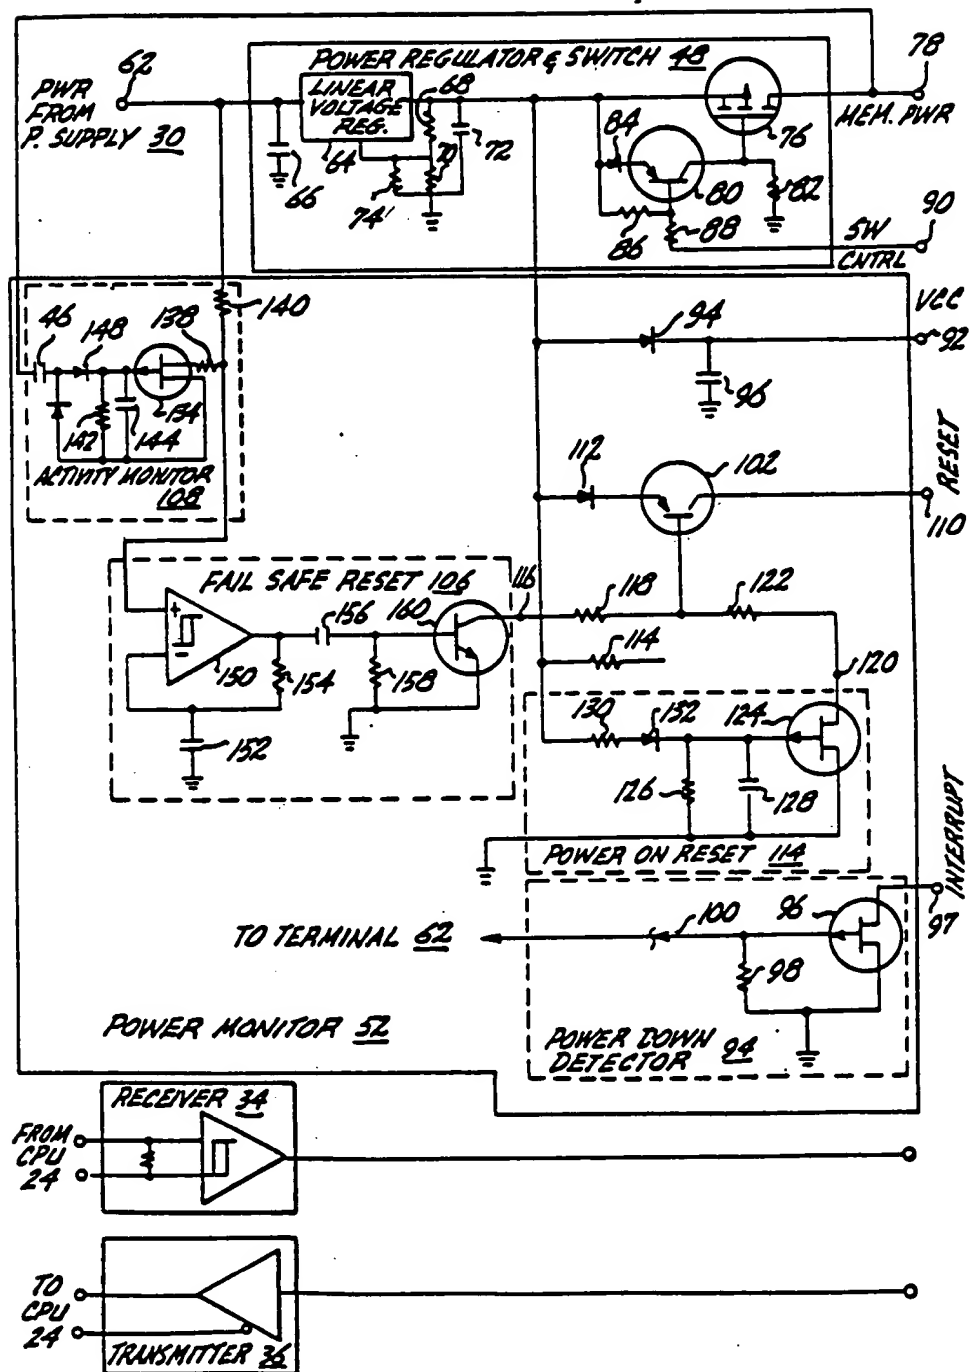 POWER REGULATOR & SWITCH 48
62
PWR
FROM
P. SUPPLY 30
LINEAR
VOLTAGE
REG.
68
64
66
70
72
74'
76
78
MEM. PWR
84
80
82
86
88
90
SW
CNTRL
140
46
148
138
134
142
144
ACTIVITY MONITOR
108
94
VCC
92
96
112
102
RESET
110
FAIL SAFE RESET 106
116
118
122
156
160
114
120
150
154
158
152
130
132
124
126
128
POWER ON RESET 114
INTERRUPT
97
TO TERMINAL 62
100
96
98
POWER MONITOR 52
POWER DOWN
DETECTOR 94
RECEIVER 34
FROM
CPU
24
+
-
TO
CPU
24
TRANSMITTER 36